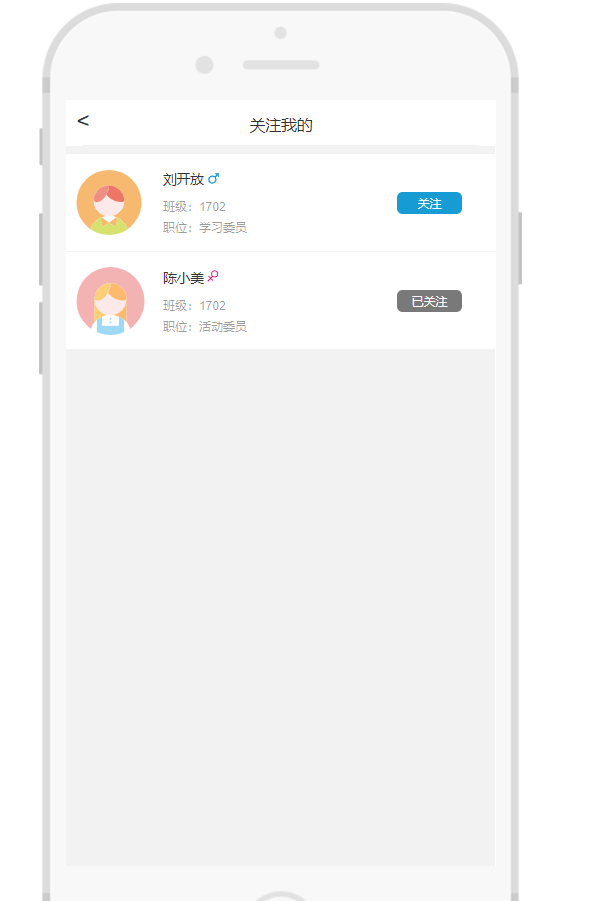 <
关注我的
刘开放
班级：1702
职位：学习委员
关注
陈小美
班级：1702
职位：活动委员
已关注